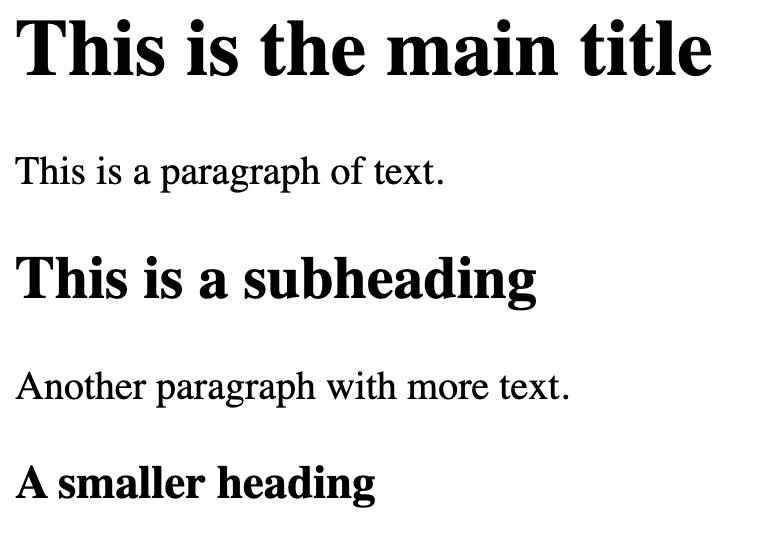 This is the main title
This is a paragraph of text.
This is a subheading
Another paragraph with more text.
A smaller heading